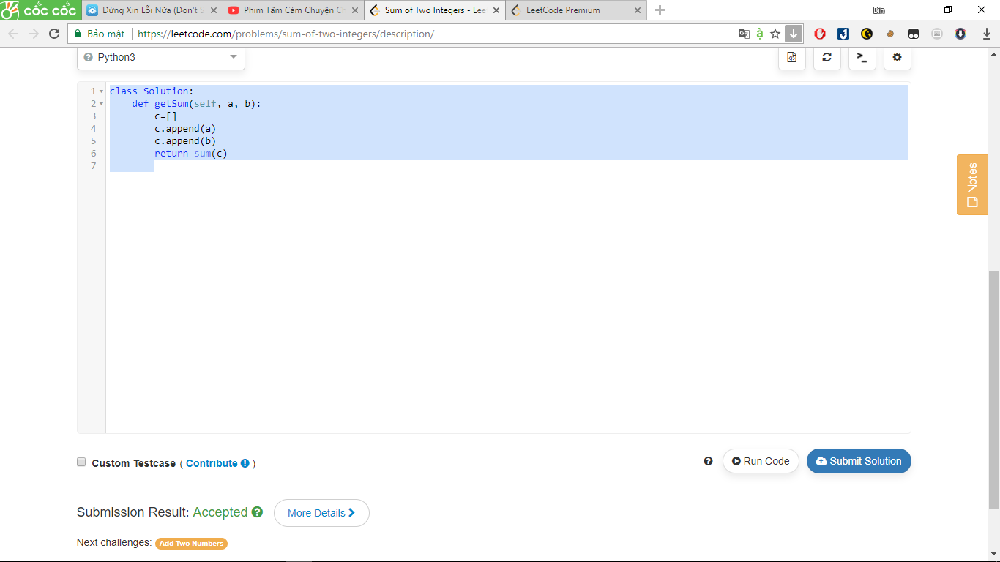 cốc cốc
Đừng Xin Lỗi Nữa (Don't S
Phim Tấm Cám Chuyện Ch
Sum of Two Integers - Lee
LeetCode Premium
Bin
Bảo mật
https://leetcode.com/problems/sum-of-two-integers/description/
Python3
1 class Solution:
2 def getSum(self, a, b):
3 c=[]
4 c.append(a)
5 c.append(b)
6 return sum(c)
7
Notes
Custom Testcase ( Contribute )
Run Code
Submit Solution
Submission Result: Accepted
More Details
Next challenges: Add Two Numbers